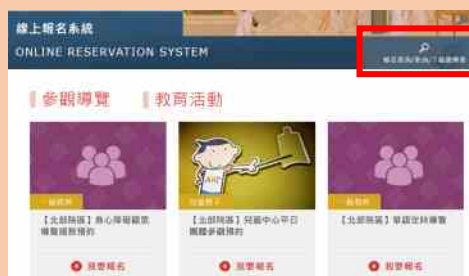 線上報名系統
ONLINE RESERVATION SYSTEM
參觀導覽
教育活動
【北部院區】身心障礙觀眾
導覽服務預約
【北部院區】兒藝中心平日
團體參觀預約
【北部院區】華語定時導覽
我要報名
我要報名
我要報名